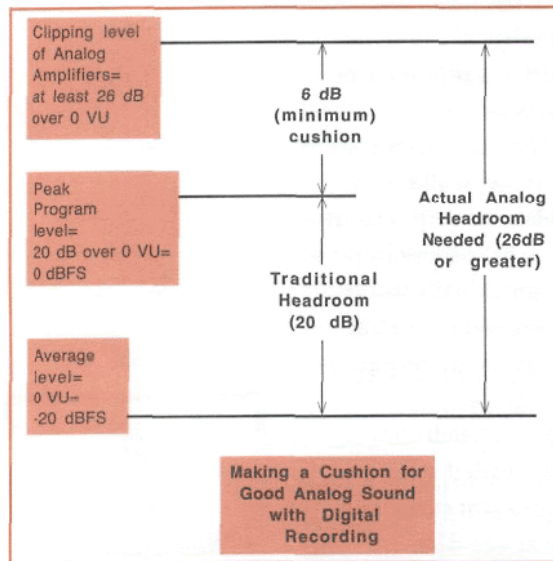 Clipping level
of Analog
Amplifiers=
at least 26 dB
over 0 VU
6 dB
(minimum)
cushion
Peak
Program
level=
20 dB over 0 VU=
0 dBFS
Actual Analog
Headroom
Needed (26dB
or greater)
Traditional
Headroom
(20 dB)
Average
level=
0 VU=
-20 dBFS
Making a Cushion for
Good Analog Sound
with Digital
Recording